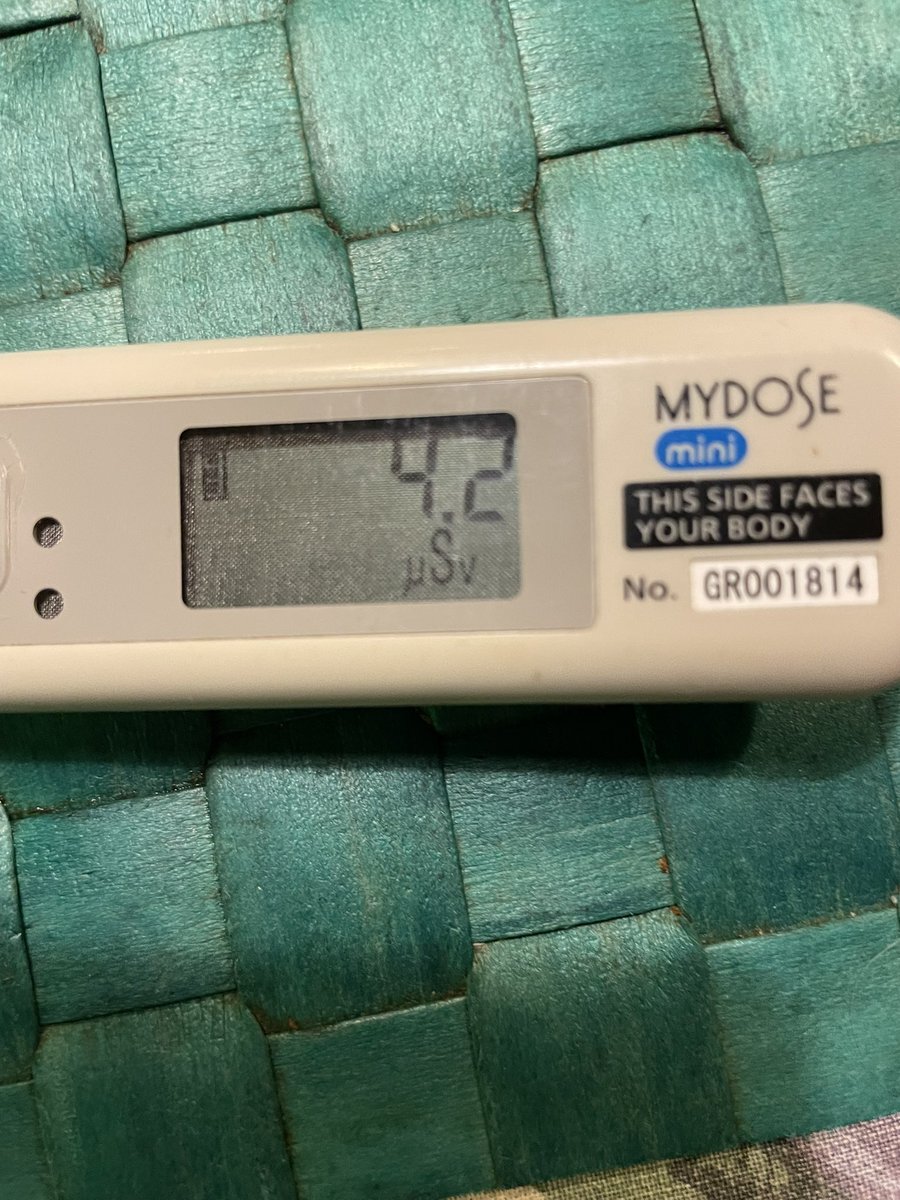 4.2
μSv
MYDOSE
mini
THIS SIDE FACES
YOUR BODY
No. GR001814